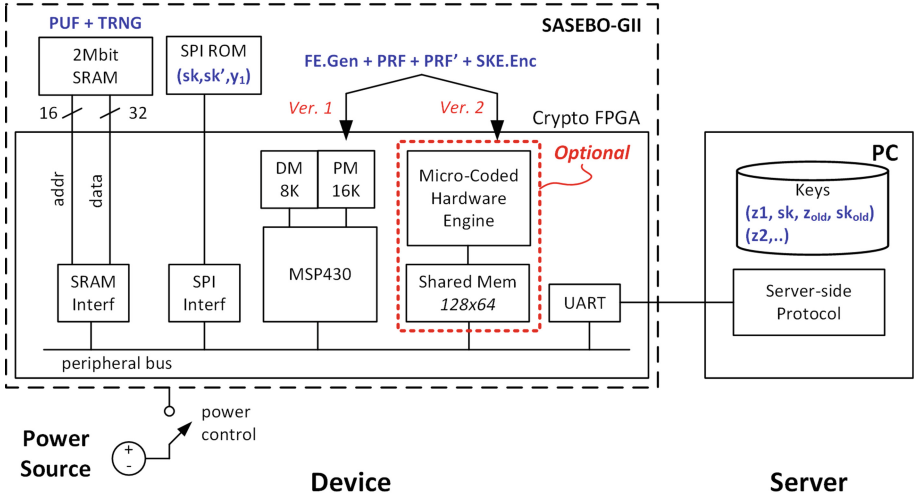 PUF + TRNG
SASEBO-GII
2Mbit
SRAM
SPI ROM
(sk,sk’,y1)
FE.Gen + PRF + PRF’ + SKE.Enc
16
32
Ver. 1
Ver. 2
Crypto FPGA
Optional
addr
data
DM
8K
PM
16K
Micro-Coded
Hardware
Engine
MSP430
SRAM
Interf
SPI
Interf
Shared Mem
128x64
UART
peripheral bus
PC
Keys
(z1, sk, zold, skold)
(z2,..)
Server-side
Protocol
power
control
Power
Source
+
-
Device
Server